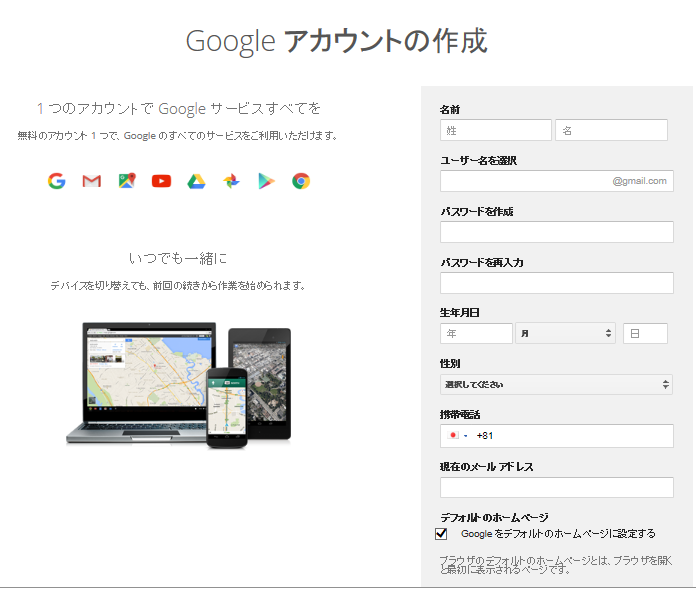 Google アカウントの作成
1 つのアカウントで Google サービスすべてを
無料のアカウント 1 つで、Google のすべてのサービスをご利用いただけます。
いつでも一緒に
デバイスを切り替えても、前回の続きから作業を始められます。
名前
姓 名
ユーザー名を選択
@gmail.com
パスワードを作成
パスワードを再入力
生年月日
年 月 日
性別
選択してください
携帯電話
+81
現在のメール アドレス
デフォルトのホームページ
Google をデフォルトのホームページに設定する
ブラウザのデフォルトのホームページとは、ブラウザを開く
と最初に表示されるページです。